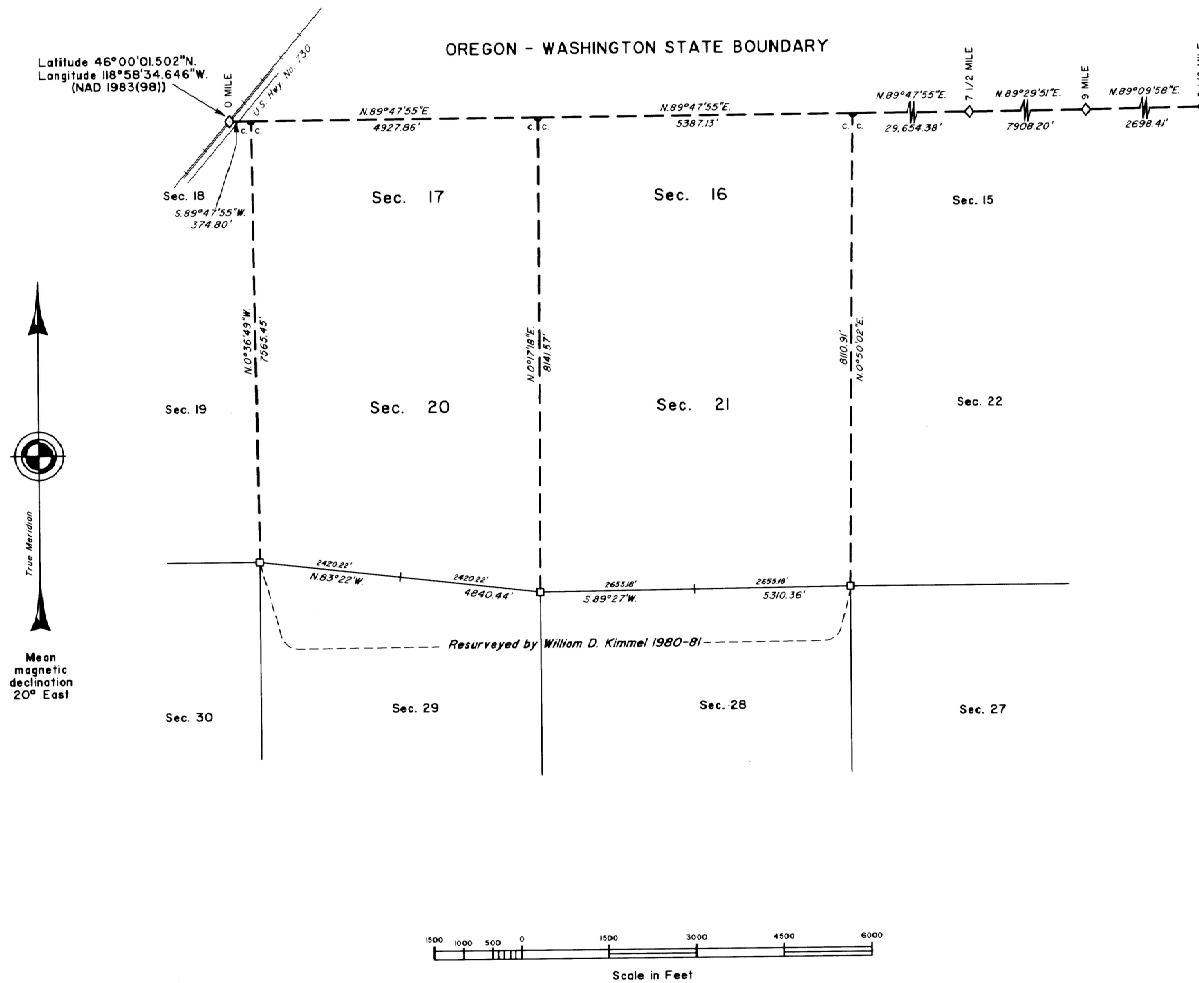 OREGON - WASHINGTON STATE BOUNDARY
Latitude 46°00'01.502"N.
Longitude 118°58'34.646"W.
(NAD 1983(98))
0 MILE
U.S. Hwy. No. 730
N.89°47'55"E.
4927.86'
N.89°47'55"E.
5387.13'
N.89°47'55"E.
29,654.38'
7 1/2 MILE
N.89°29'51"E.
7908.20'
9 MILE
N.89°09'58"E.
2698.41'
C. C.
C. C.
C. C.
Sec. 18
S.89°47'55"W.
374.80'
Sec. 17
Sec. 16
Sec. 15
N.0°36'49"W.
7565.45'
N.0°17'18"E.
8141.57'
8110.91'
N.0°50'02"E.
Sec. 19
Sec. 20
Sec. 21
Sec. 22
True Meridian
2420.22'
N.83°22'W.
2420.22'
4840.44'
2655.18'
S.89°27'W.
2655.18'
5310.36'
Resurveyed by William D. Kimmel 1980-81
Mean
magnetic
declination
20° East
Sec. 30
Sec. 29
Sec. 28
Sec. 27
1500 1000 500 0 1500 3000 4500 6000
Scale in Feet